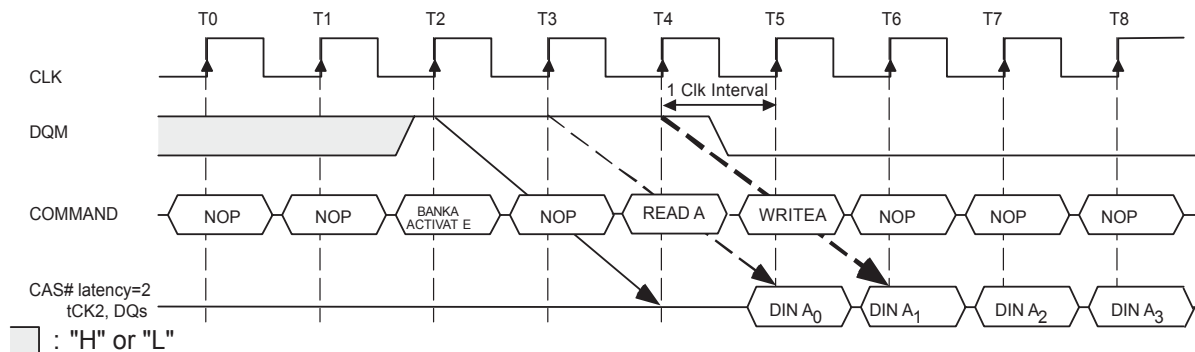 T0 T1 T2 T3 T4 T5 T6 T7 T8
CLK
1 Clk Interval
DQM
COMMAND NOP NOP BANKA ACTIVAT E NOP READ A WRITEA NOP NOP NOP
CAS# latency=2
tCK2, DQs DIN A0 DIN A1 DIN A2 DIN A3
: "H" or "L"